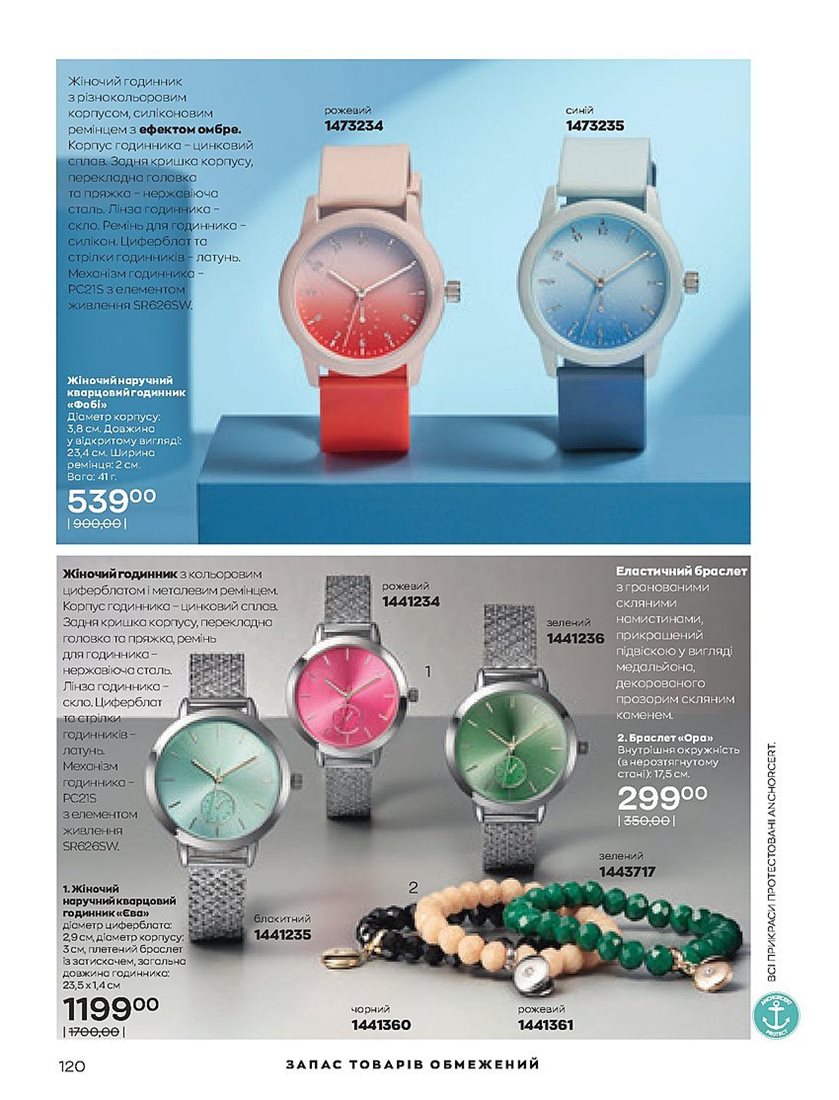 Жіночий годинник
з різнокольоровим
корпусом, силіконовим
ремінцем з ефектом омбре.
Корпус годинника – цинковий
сплав. Задня кришка корпусу,
перекладна головка
та пряжка – нержавіюча
сталь. Лінза годинника –
скло. Ремінь для годинника –
силікон. Циферблат та
стрілки годинників – латунь.
Механізм годинника –
PC21S з елементом
живлення SR626SW.
рожевий
1473234
синій
1473235
Жіночий наручний
кварцовий годинник
«Фобі»
Діаметр корпусу:
3,8 см. Довжина
у відкритому вигляді:
23,4 см. Ширина
ремінця: 2 см.
Вага: 41 г.
53900
| 900,00 |
Жіночий годинник з кольоровим
циферблатом і металевим ремінцем.
Корпус годинника – цинковий сплав.
Задня кришка корпусу, перекладна
головка та пряжка, ремінь
для годинника –
нержавіюча сталь.
Лінза годинника –
скло. Циферблат
та стрілки
годинників –
латунь.
Механізм
годинника –
PC21S
з елементом
живлення
SR626SW.
рожевий
1441234
1
зелений
1441236
Еластичний браслет
з гранованими
скляними
намистинами,
прикрашений
підвіскою у вигляді
медальйона,
декорованого
прозорим скляним
каменем.
2. Браслет «Ора»
Внутрішня окружність
(в нерозтягнутому
стані): 17,5 см.
29900
| 350,00 |
зелений
1443717
2
1. Жіночий
наручний кварцовий
годинник «Єва»
діаметр циферблата:
2,9 см, діаметр корпусу:
3 см, плетений браслет
із затискачем, загальна
довжина годинника:
23,5 x 1,4 см
119900
| 1700,00 |
блакитний
1441235
чорний
1441360
рожевий
1441361
ВСІ ПРИКРАСИ ПРОТЕСТОВАНІ ANCHORCERT.
ANCHORCERT
PROTECT
120
ЗАПАС ТОВАРІВ ОБМЕЖЕНИЙ